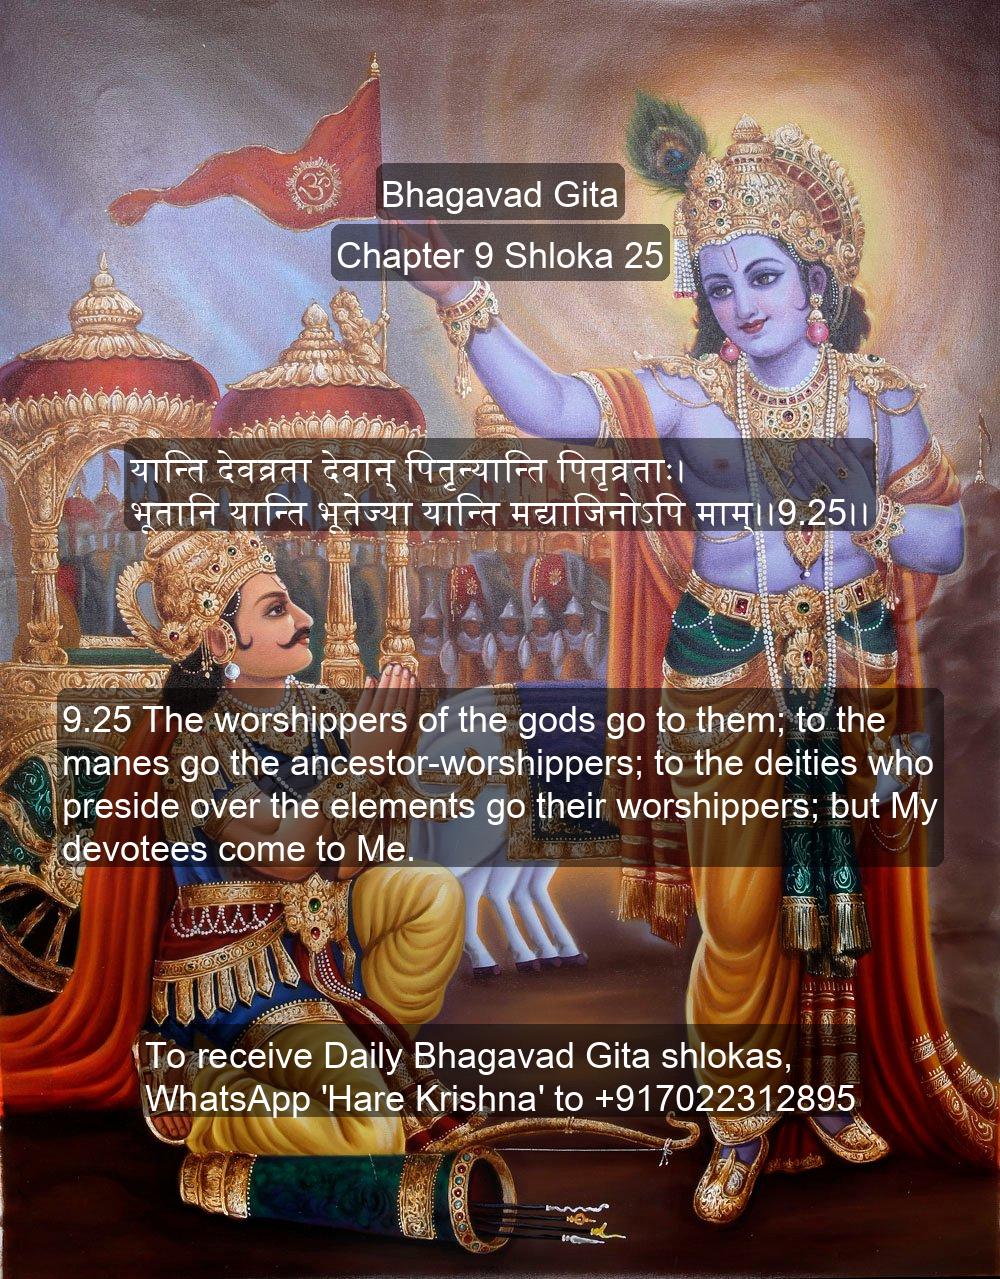 ॐ
Bhagavad Gita
Chapter 9 Shloka 25
यान्ति देवव्रता देवान् पितृन्यान्ति पितृव्रताः।
भूतानि यान्ति भूतेज्या यान्ति मद्याजिनोऽपि माम्।।9.25।।
9.25 The worshippers of the gods go to them; to the
manes go the ancestor-worshippers; to the deities who
preside over the elements go their worshippers; but My
devotees come to Me.
To receive Daily Bhagavad Gita shlokas,
WhatsApp 'Hare Krishna' to +917022312895